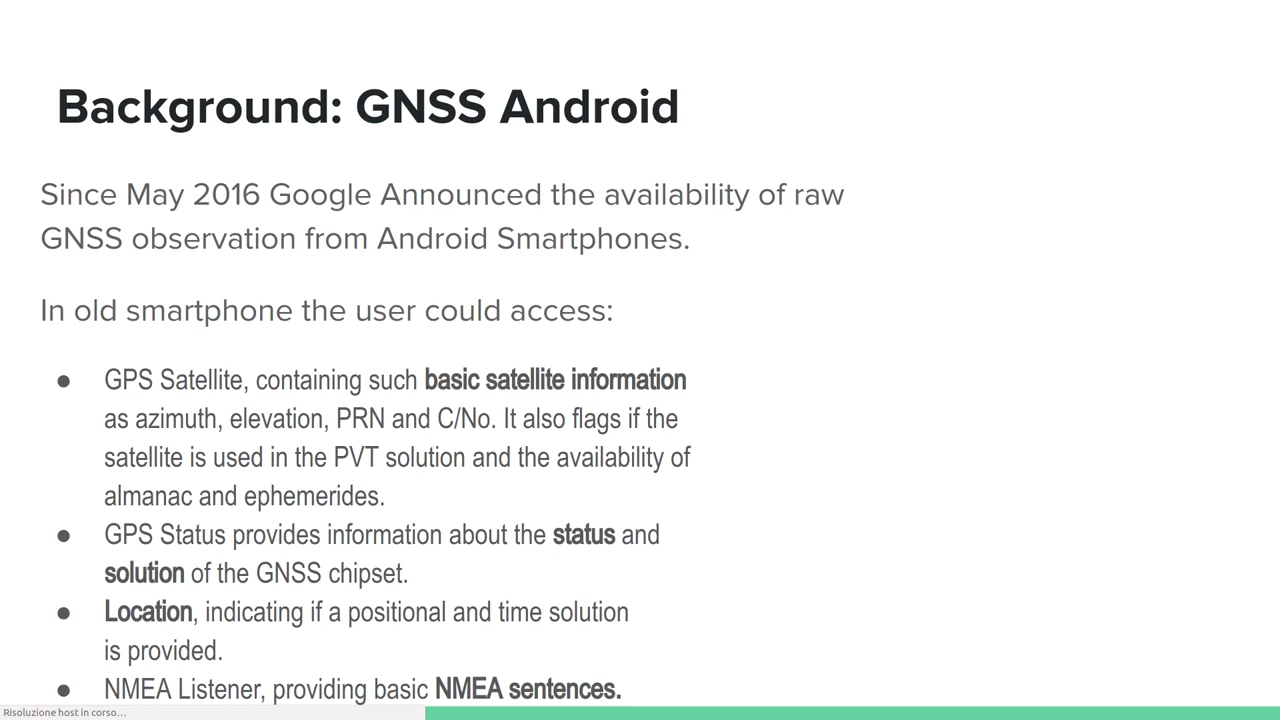 Background: GNSS Android
Since May 2016 Google Announced the availability of raw
GNSS observation from Android Smartphones.
In old smartphone the user could access:
● GPS Satellite, containing such basic satellite information
as azimuth, elevation, PRN and C/No. It also flags if the
satellite is used in the PVT solution and the availability of
almanac and ephemerides.
● GPS Status provides information about the status and
solution of the GNSS chipset.
● Location, indicating if a positional and time solution
is provided.
● NMEA Listener, providing basic NMEA sentences.
Risoluzione host in corso…